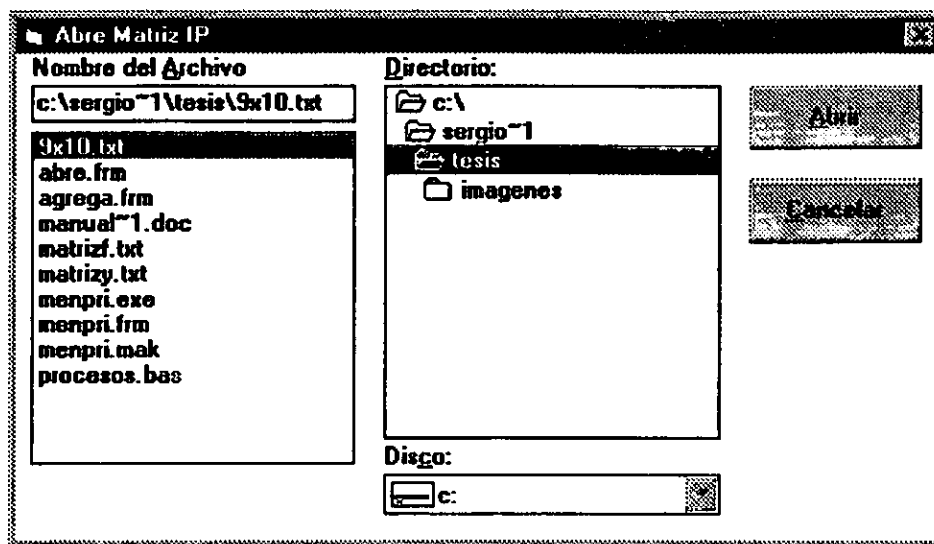 Abre Matriz IP
Nombre del Archivo
c:\sergio~1\tesis\9x10.txt
9x10.txt
abre.frm
agrega.frm
manual~1.doc
matrizf.txt
matrizy.txt
menpri.exe
menpri.frm
menpri.mak
procesos.bas
Directorio:
c:\
sergio~1
tesis
imagenes
Disco:
c:
Abrir
Cancelar